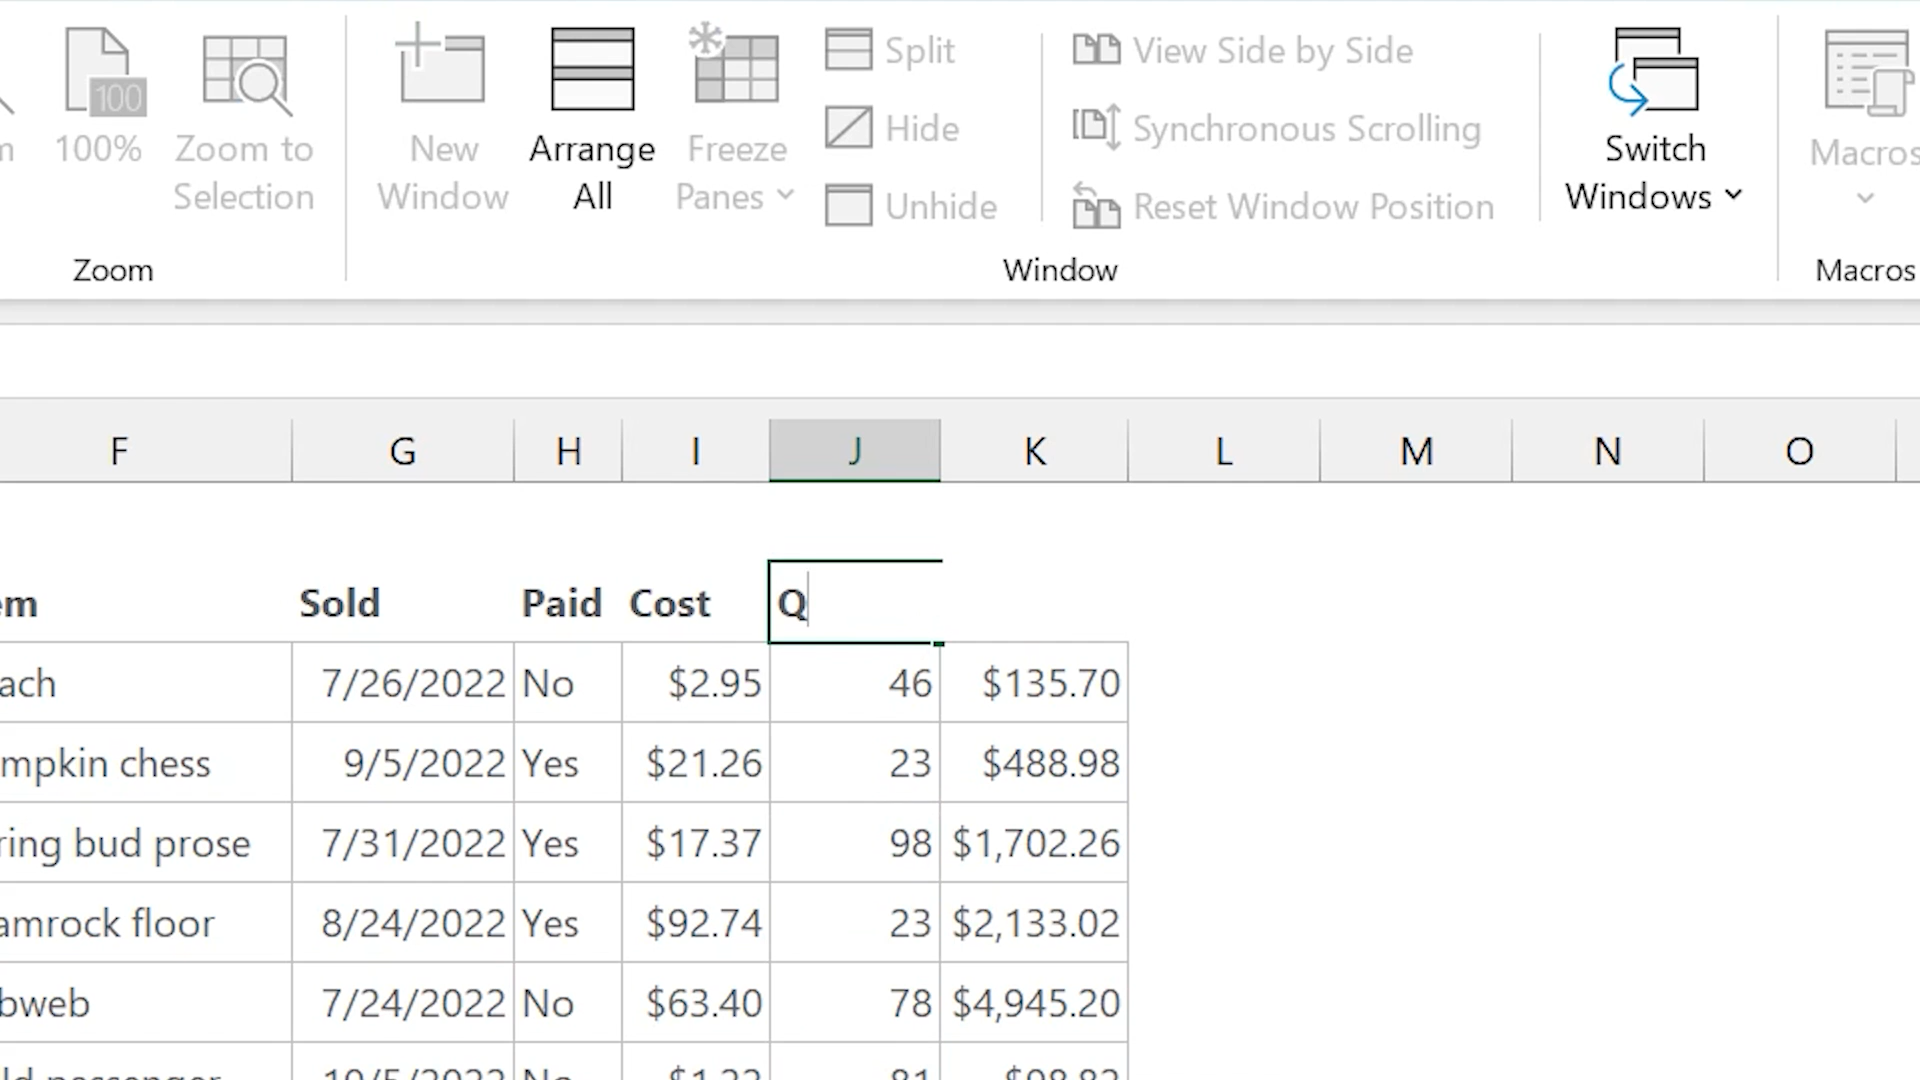 100
100%
Zoom to
Selection
Zoom
New
Window
Arrange
All
Freeze
Panes
Split
Hide
Unhide
View Side by Side
Synchronous Scrolling
Reset Window Position
Window
Switch
Windows
Macros
Macros
F G H I J K L M N O
em Sold Paid Cost Q
ach 7/26/2022 No $2.95 46 $135.70
mpkin chess 9/5/2022 Yes $21.26 23 $488.98
ring bud prose 7/31/2022 Yes $17.37 98 $1,702.26
amrock floor 8/24/2022 Yes $92.74 23 $2,133.02
bweb 7/24/2022 No $63.40 78 $4,945.20